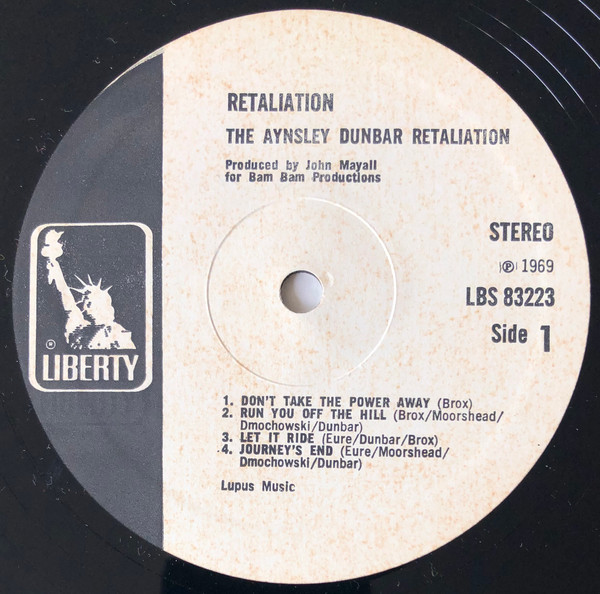 RETALIATION
THE AYNSLEY DUNBAR RETALIATION
Produced by John Mayall
for Bam Bam Productions
STEREO
℗ 1969
LBS 83223
Side 1
® LIBERTY
1. DON'T TAKE THE POWER AWAY (Brox)
2. RUN YOU OFF THE HILL (Brox/Moorshead/
Dmochowski/Dunbar)
3. LET IT RIDE (Eure/Dunbar/Brox)
4. JOURNEY'S END (Eure/Moorshead/
Dmochowski/Dunbar)
Lupus Music